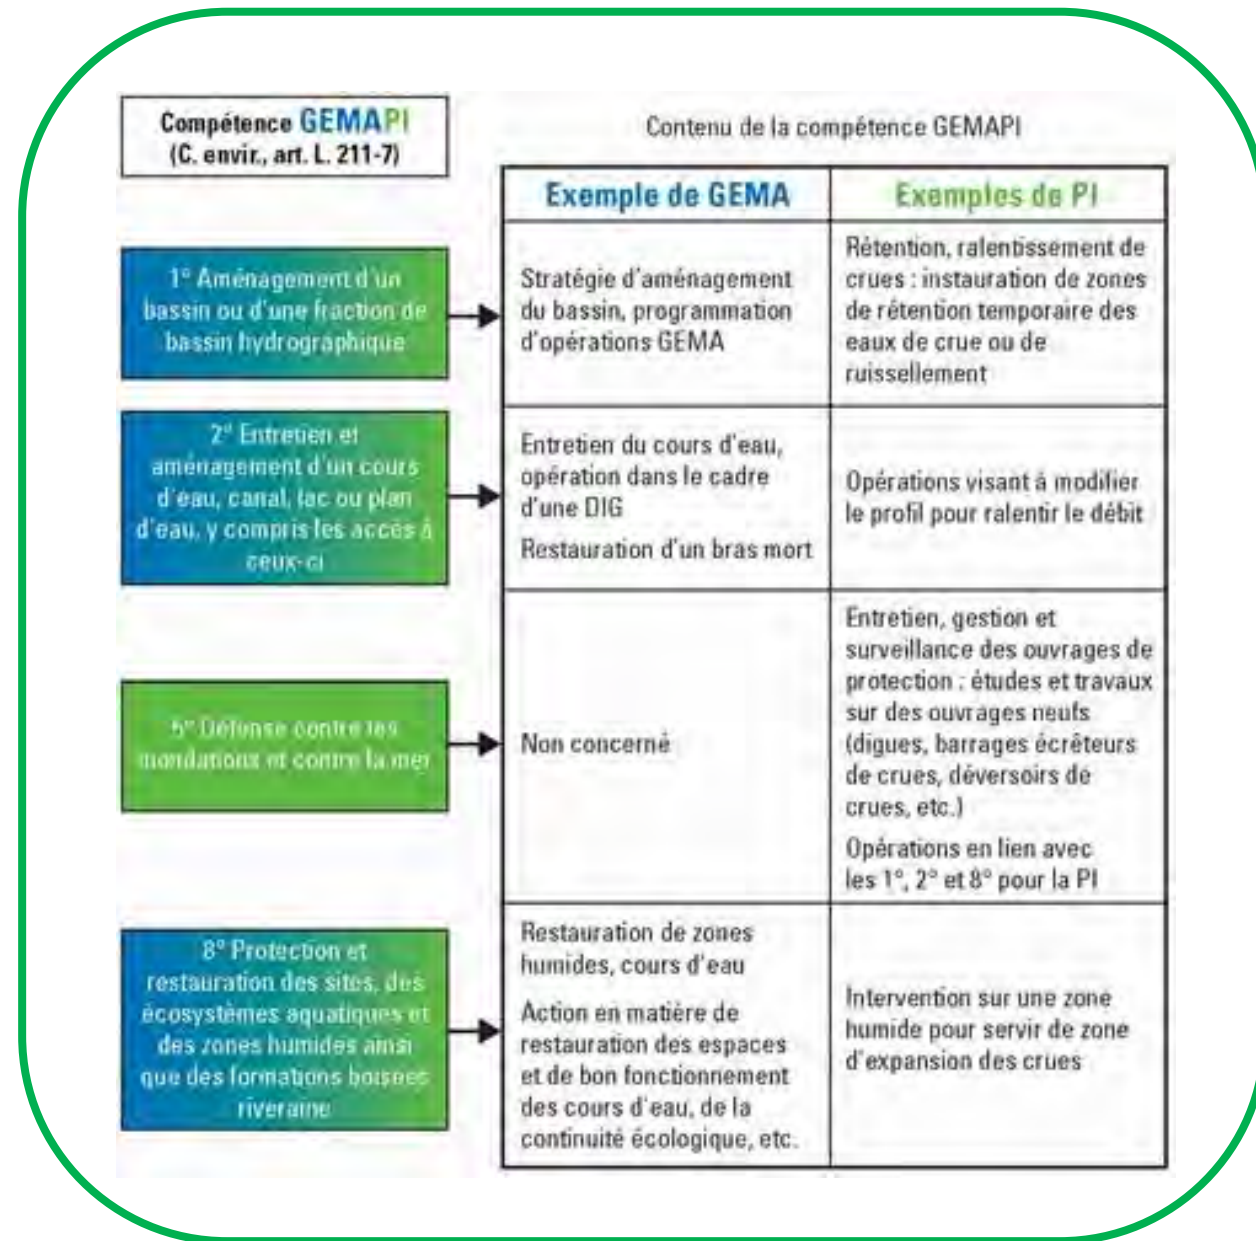 Compétence GEMAPI
(C. envir., art. L. 211-7)
Contenu de la compétence GEMAPI
Exemple de GEMA
Exemples de PI
1° Aménagement d'un
bassin ou d'une fraction de
bassin hydrographique
Stratégie d'aménagement
du bassin, programmation
d'opérations GEMA
Rétention, ralentissement de
crues : instauration de zones
de rétention temporaire des
eaux de crue ou de
ruissellement
2° Entretien et
aménagement d'un cours
d'eau, canal, lac ou plan
d'eau, y compris les accès à
ceux-ci
Entretien du cours d'eau,
opération dans le cadre
d'une DIG
Restauration d'un bras mort
Opérations visant à modifier
le profil pour ralentir le débit
5° Défense contre les
inondations et contre la mer
Non concerné
Entretien, gestion et
surveillance des ouvrages de
protection : études et travaux
sur des ouvrages neufs
(digues, barrages écrêteurs
de crues, déversoirs de
crues, etc.)
Opérations en lien avec
les 1°, 2° et 8° pour la PI
8° Protection et
restauration des sites, des
écosystèmes aquatiques et
des zones humides ainsi
que des formations boisées
riveraine
Restauration de zones
humides, cours d'eau
Action en matière de
restauration des espaces
et de bon fonctionnement
des cours d'eau, de la
continuité écologique, etc.
Intervention sur une zone
humide pour servir de zone
d'expansion des crues